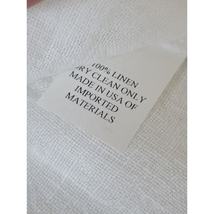 100% LINEN
DRY CLEAN ONLY
MADE IN USA OF
IMPORTED
MATERIALS